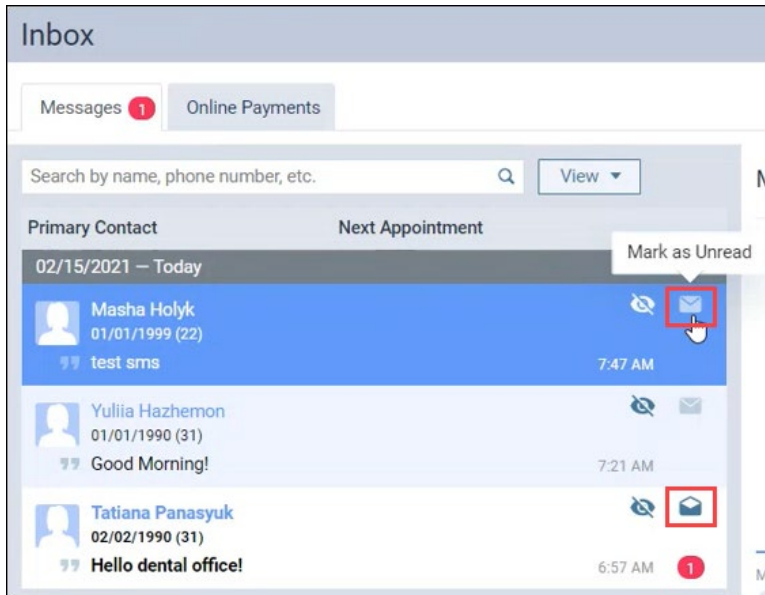 Inbox
Messages 1 Online Payments
Search by name, phone number, etc. View
Primary Contact Next Appointment
Mark as Unread
02/15/2021 — Today
Masha Holyk
01/01/1999 (22)
test sms 7:47 AM
Yuliia Hazhemon
01/01/1990 (31)
Good Morning! 7:21 AM
Tatiana Panasyuk
02/02/1990 (31)
Hello dental office! 6:57 AM 1